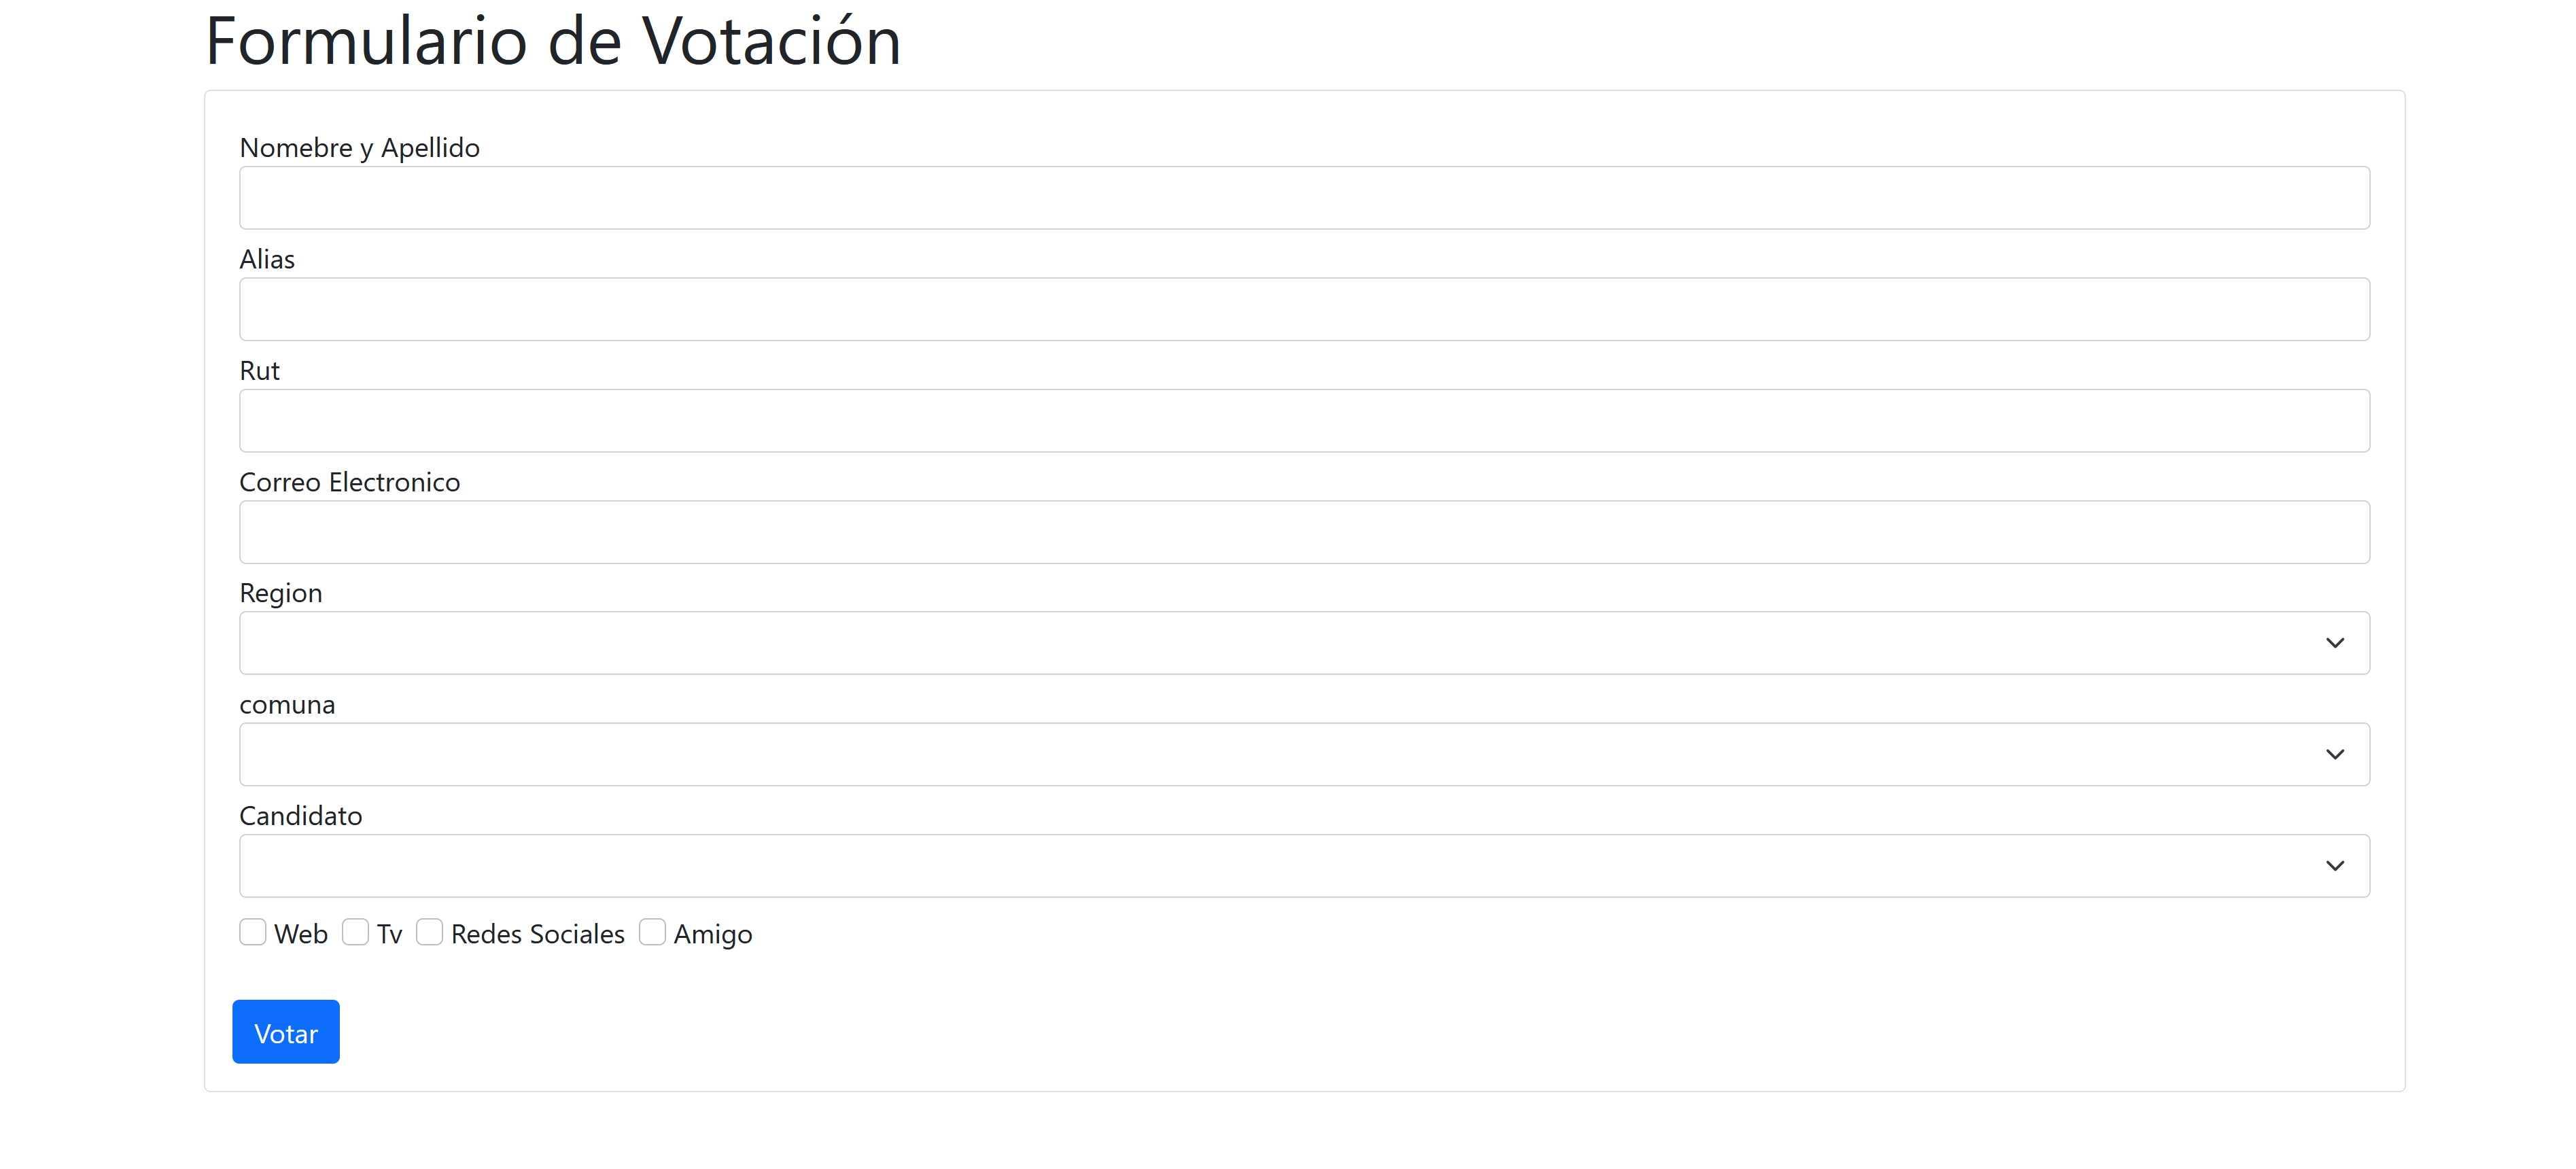 Formulario de Votación
Nomebre y Apellido
Alias
Rut
Correo Electronico
Region
comuna
Candidato
Web Tv Redes Sociales Amigo
Votar